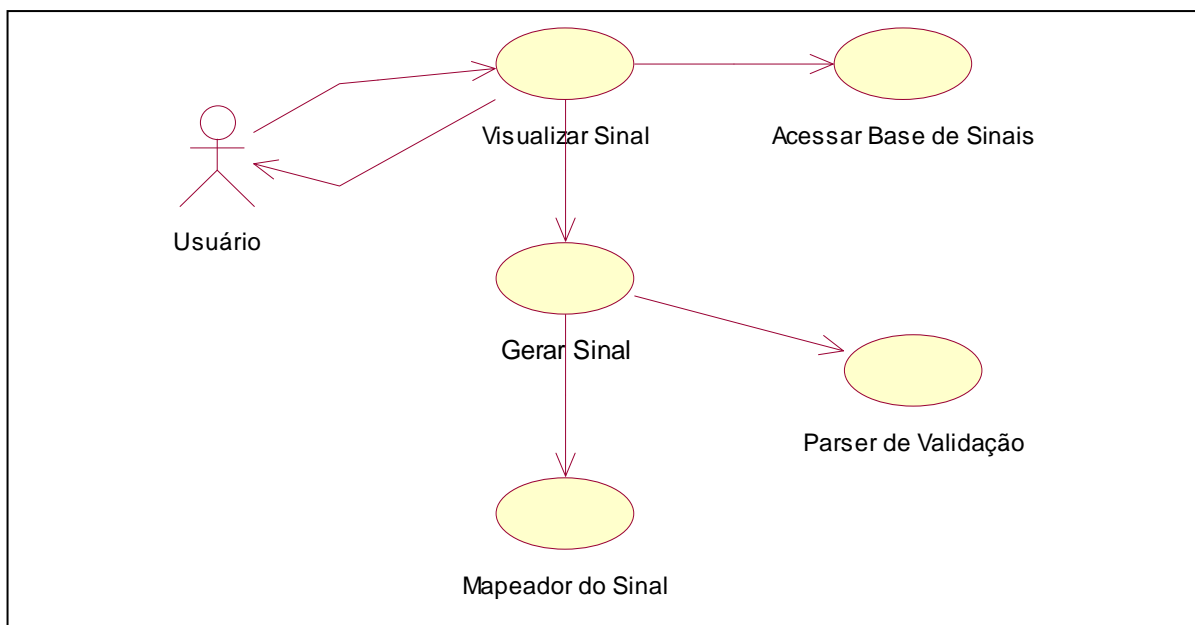 Visualizar Sinal
Acessar Base de Sinais
Usuário
Gerar Sinal
Parser de Validação
Mapeador do Sinal